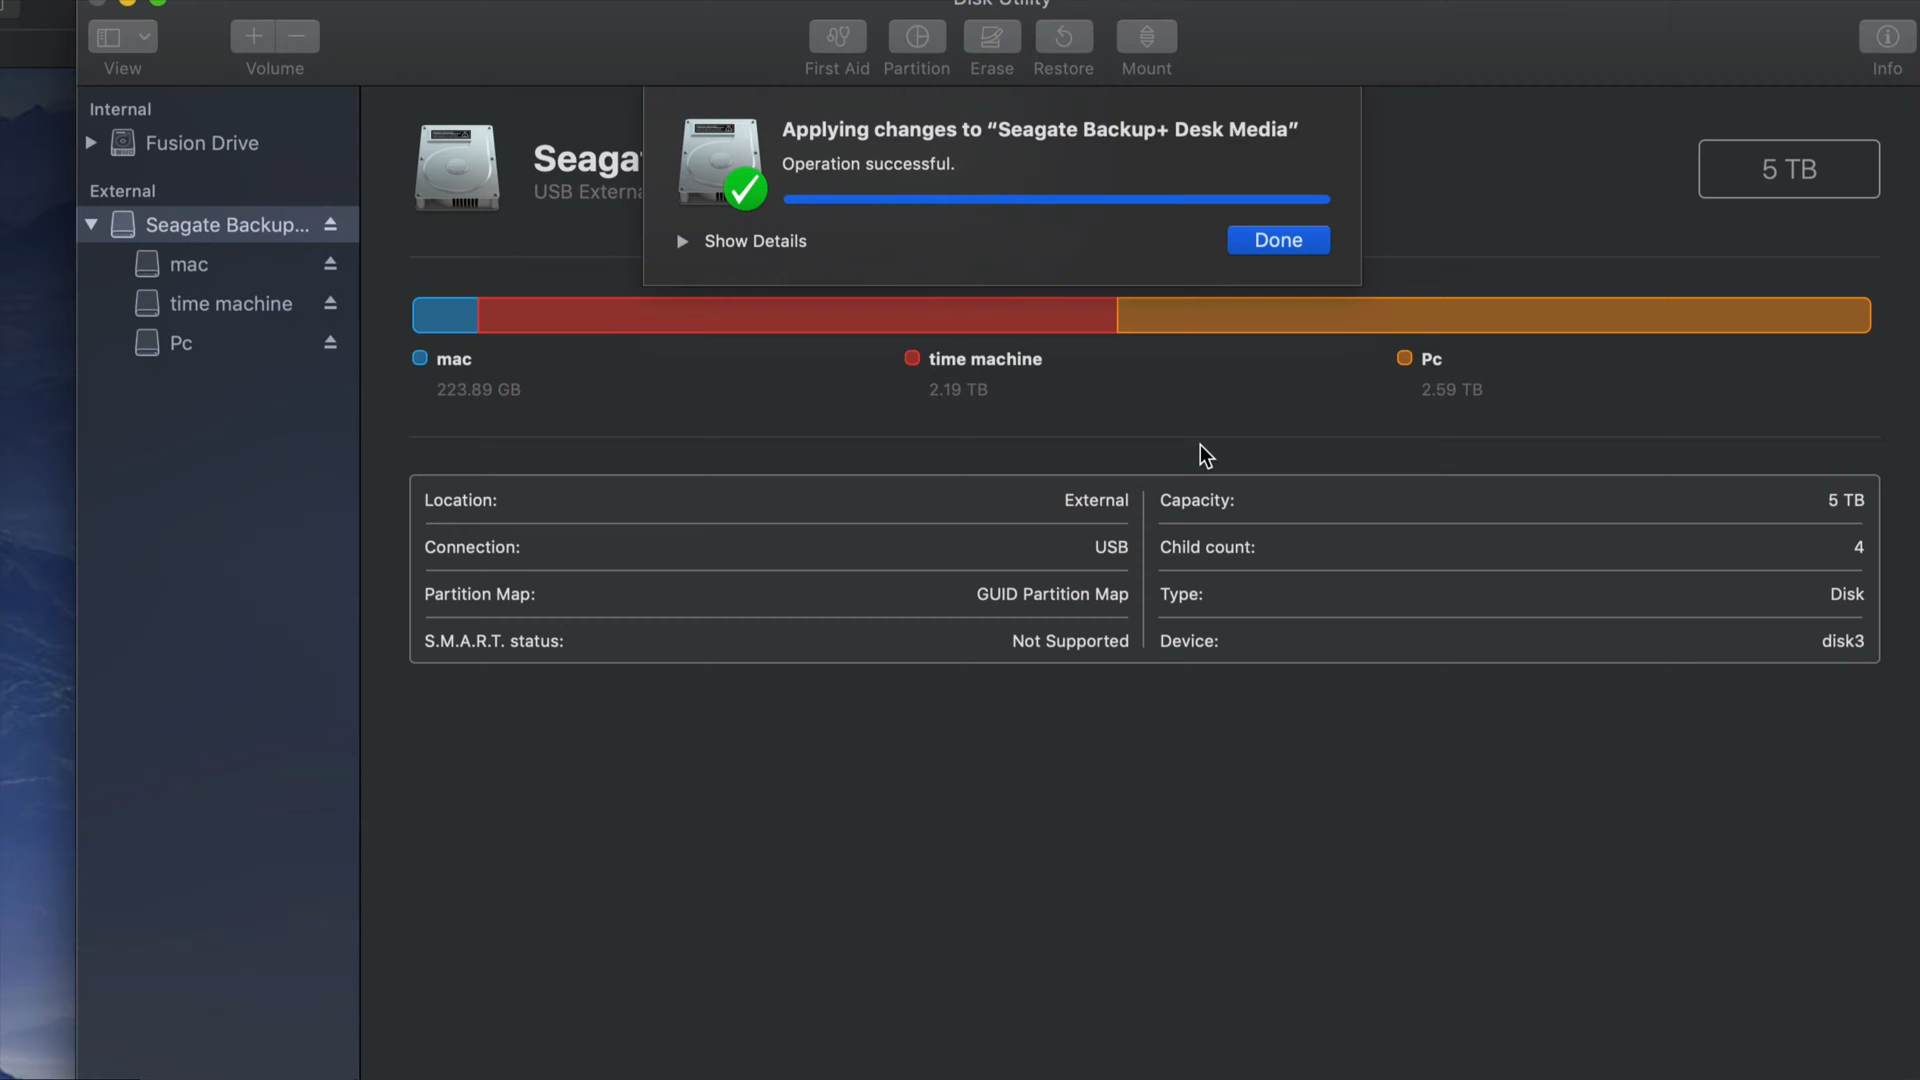 Disk Utility
View
Volume
First Aid
Partition
Erase
Restore
Mount
Info
Internal
Fusion Drive
External
Seagate Backup...
mac
time machine
Pc
Seaga
USB Externa
5 TB
Applying changes to “Seagate Backup+ Desk Media”
Operation successful.
Show Details
Done
mac
223.89 GB
time machine
2.19 TB
Pc
2.59 TB
Location: External
Connection: USB
Partition Map: GUID Partition Map
S.M.A.R.T. status: Not Supported
Capacity: 5 TB
Child count: 4
Type: Disk
Device: disk3